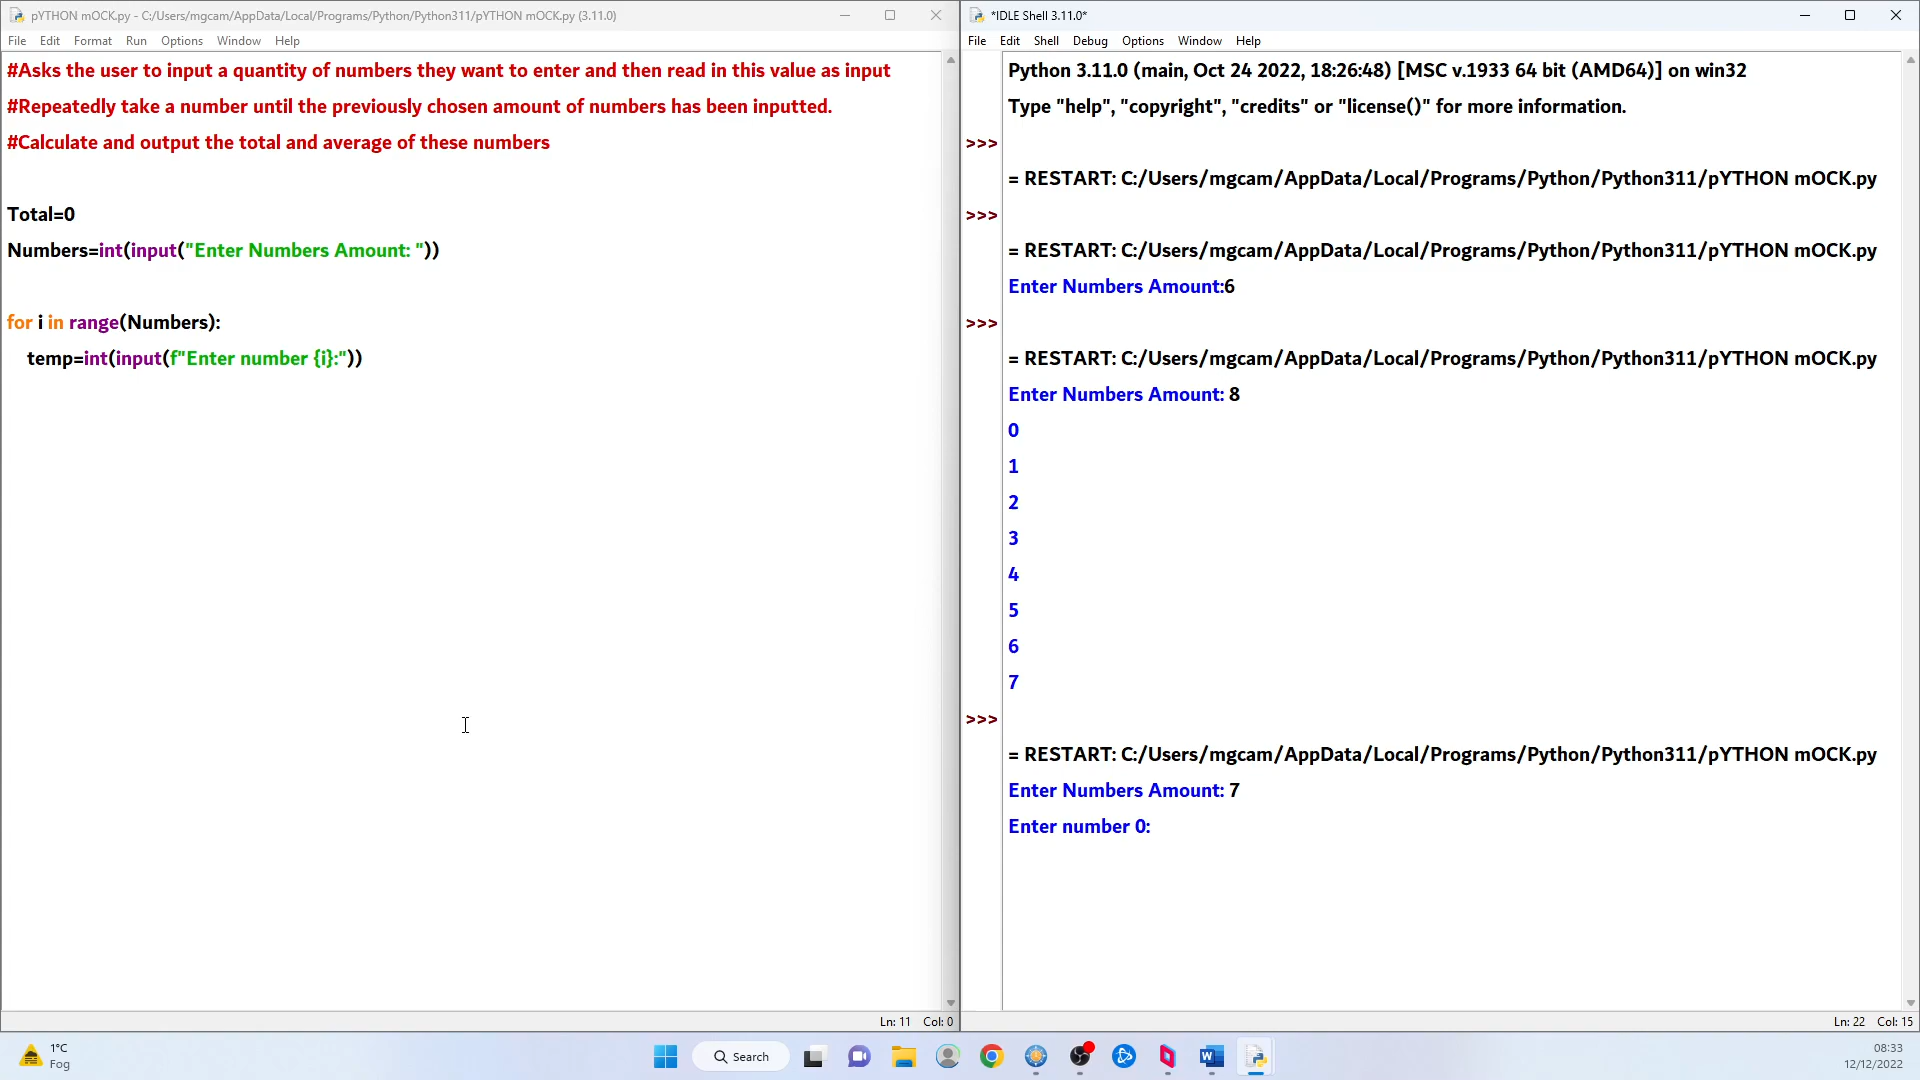 pYTHON mOCK.py - C:/Users/mgcam/AppData/Local/Programs/Python/Python311/pYTHON mOCK.py (3.11.0)
File Edit Format Run Options Window Help
#Asks the user to input a quantity of numbers they want to enter and then read in this value as input
#Repeatedly take a number until the previously chosen amount of numbers has been inputted.
#Calculate and output the total and average of these numbers
Total=0
Numbers=int(input("Enter Numbers Amount: "))
for i in range(Numbers):
temp=int(input(f"Enter number {i}:"))
Ln: 11 Col: 0
*IDLE Shell 3.11.0*
File Edit Shell Debug Options Window Help
Python 3.11.0 (main, Oct 24 2022, 18:26:48) [MSC v.1933 64 bit (AMD64)] on win32
Type "help", "copyright", "credits" or "license()" for more information.
>>>
= RESTART: C:/Users/mgcam/AppData/Local/Programs/Python/Python311/pYTHON mOCK.py
>>>
= RESTART: C:/Users/mgcam/AppData/Local/Programs/Python/Python311/pYTHON mOCK.py
Enter Numbers Amount:6
>>>
= RESTART: C:/Users/mgcam/AppData/Local/Programs/Python/Python311/pYTHON mOCK.py
Enter Numbers Amount: 8
0
1
2
3
4
5
6
7
>>>
= RESTART: C:/Users/mgcam/AppData/Local/Programs/Python/Python311/pYTHON mOCK.py
Enter Numbers Amount: 7
Enter number 0:
Ln: 22 Col: 15
1°C
Fog
Search
08:33
12/12/2022